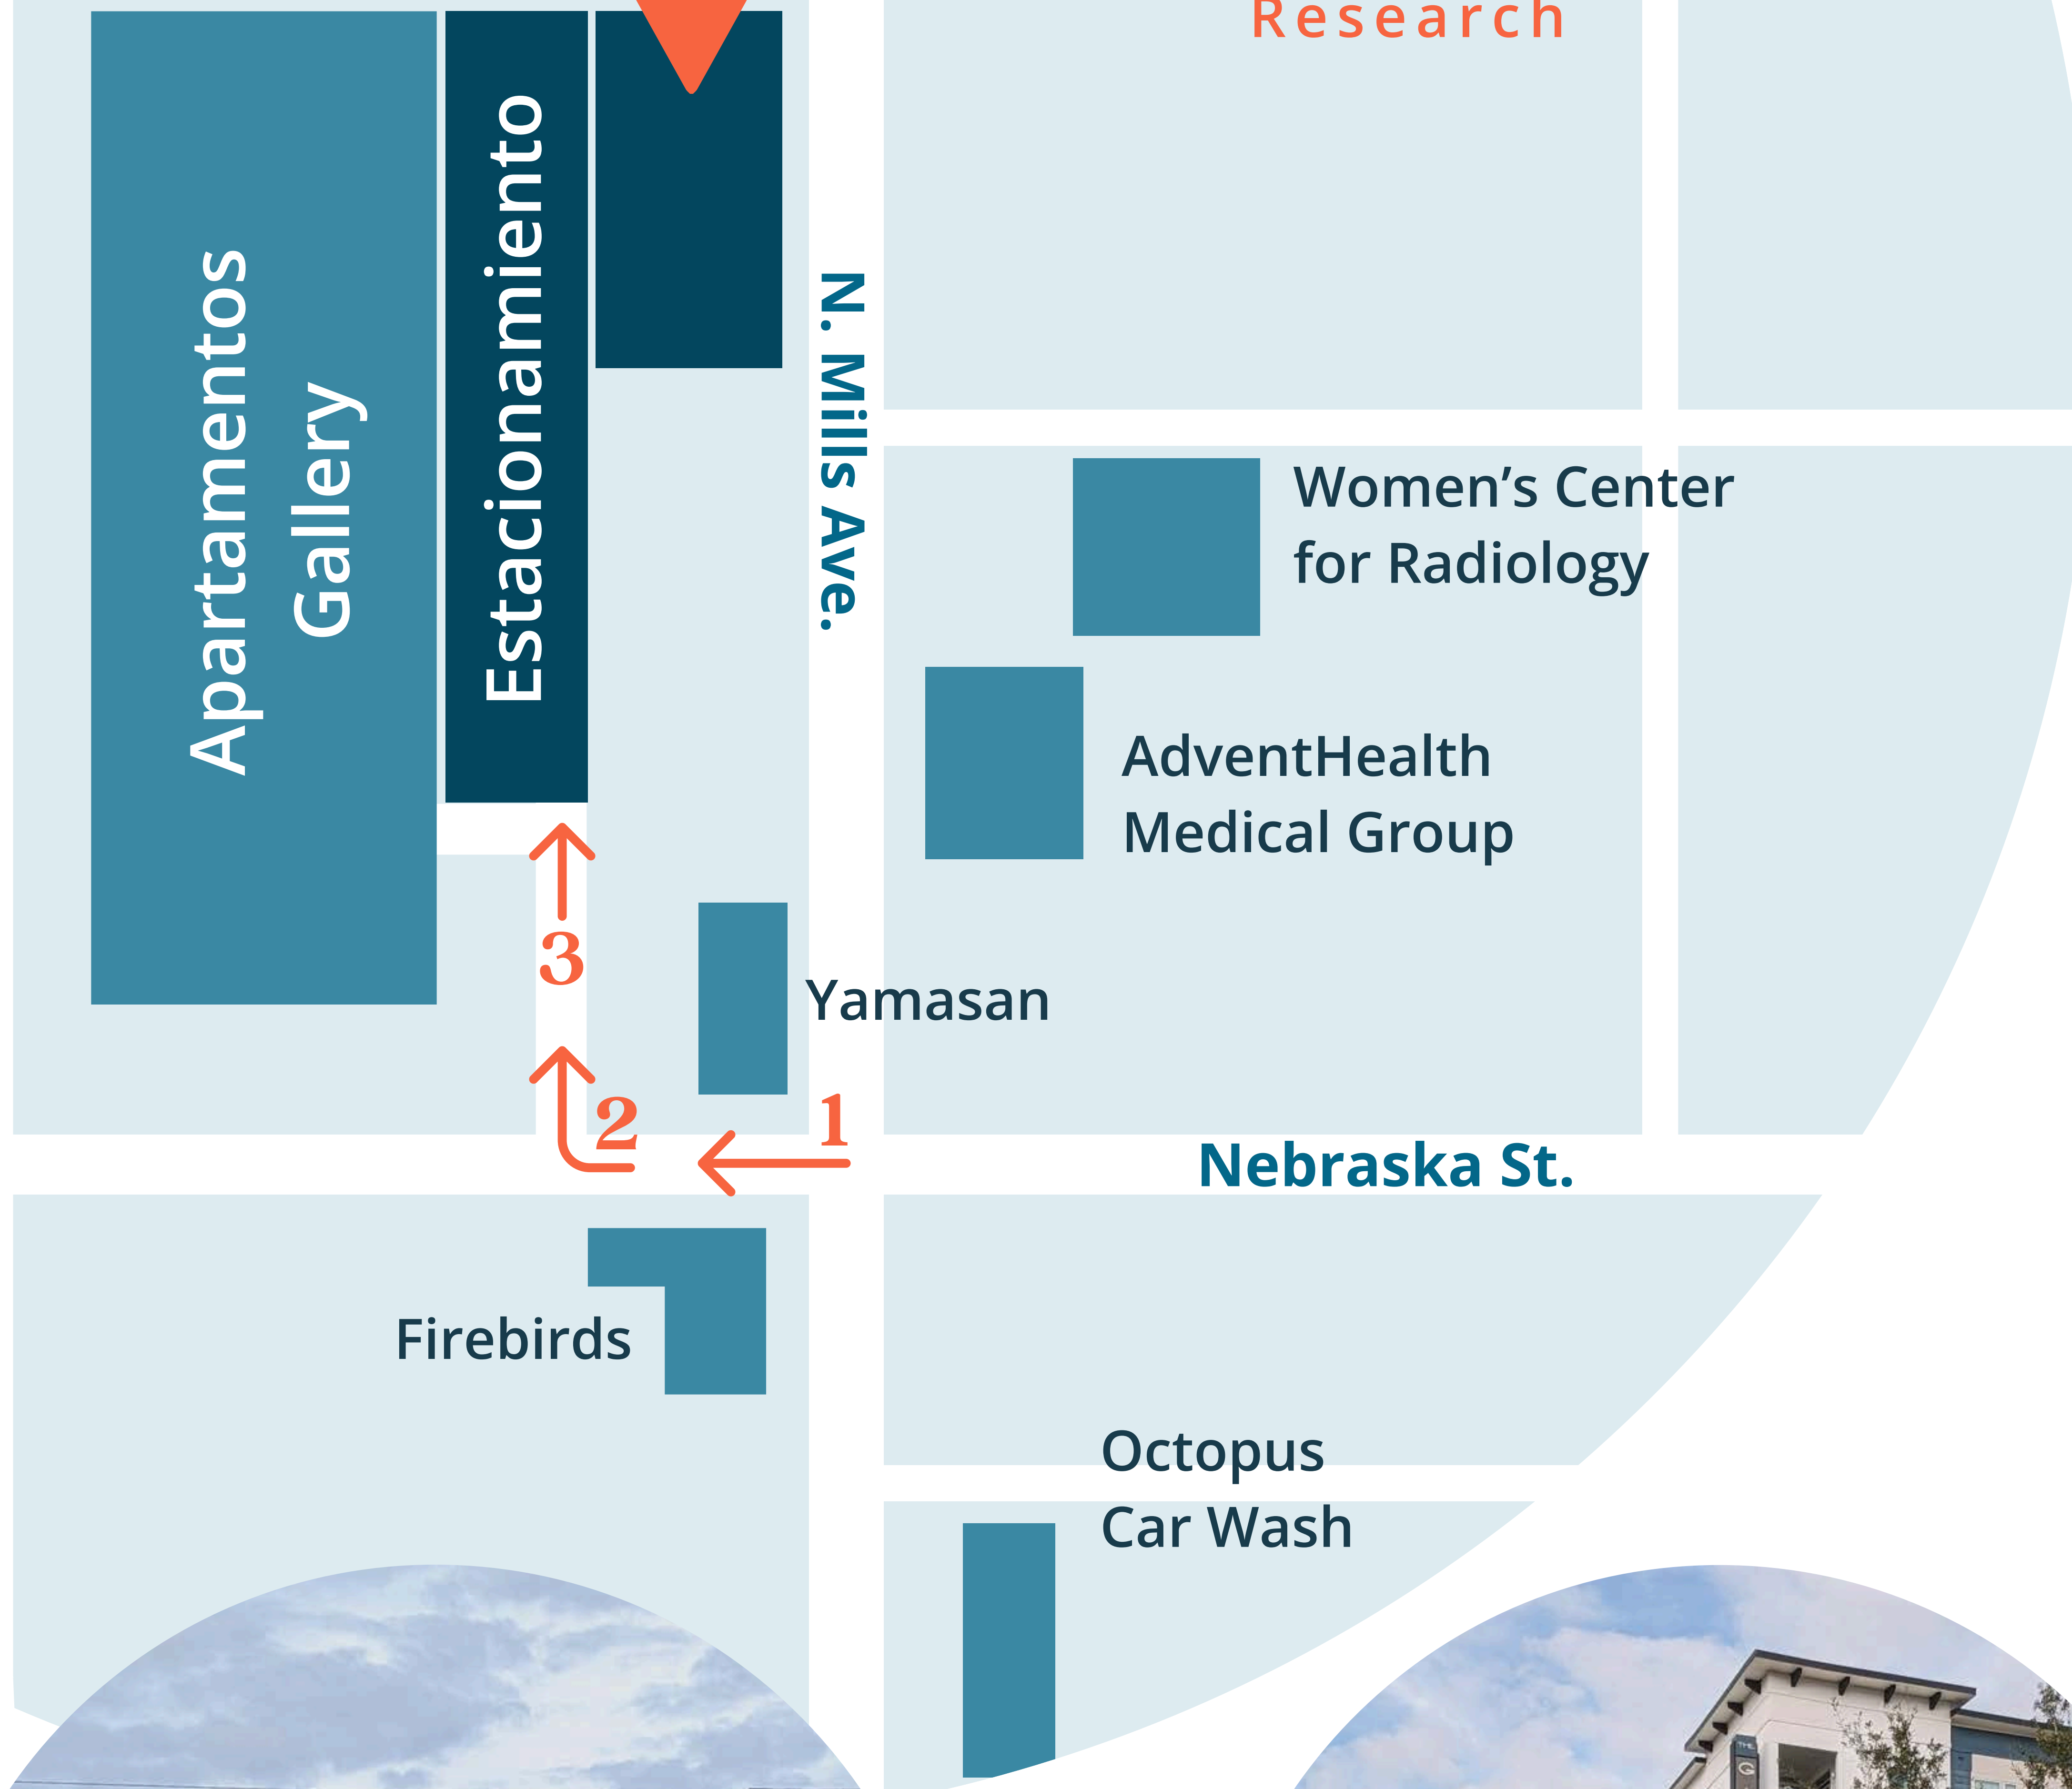 Research
Apartamentos
Gallery
Estacionamiento
N. Mills Ave.
Women’s Center
for Radiology
AdventHealth
Medical Group
3
Yamasan
2
1
Nebraska St.
Firebirds
Octopus
Car Wash
THE
G